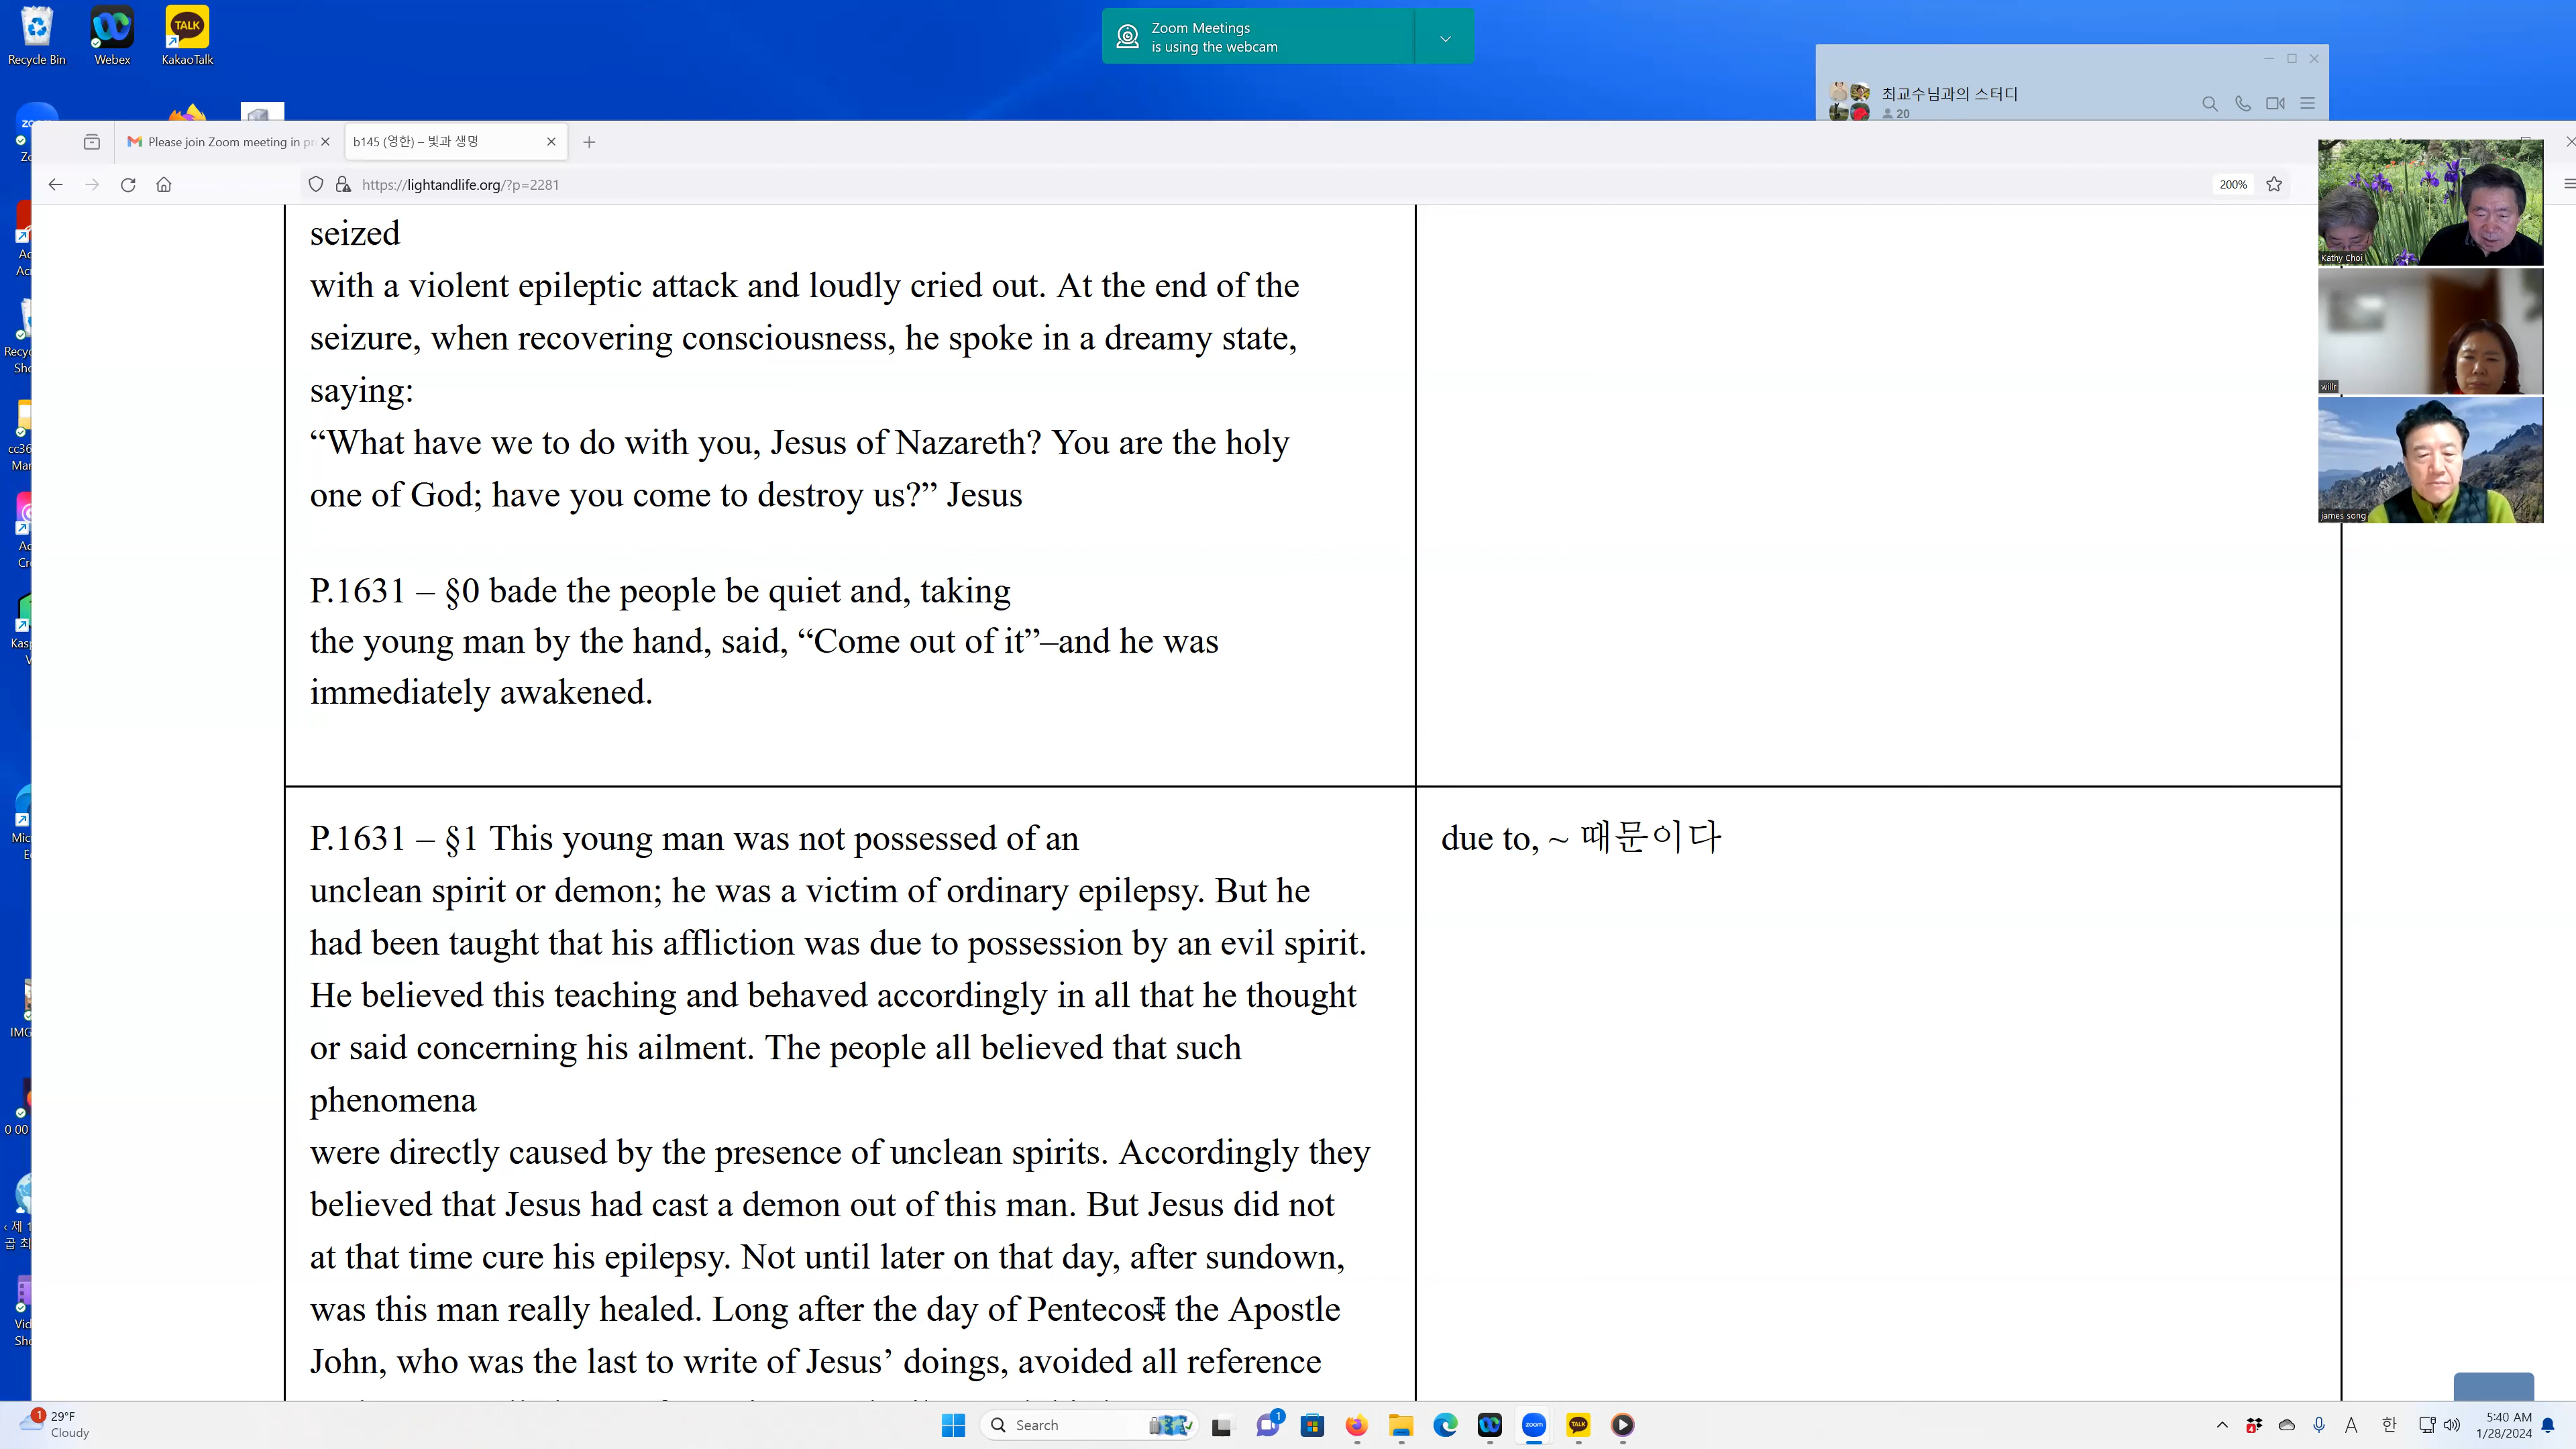 Recycle Bin
Webex
KakaoTalk
TALK
Zoom Meetings
is using the webcam
최교수님과의 스터디
20
Please join Zoom meeting in pr
b145 (영한) – 빛과 생명
https://lightandlife.org/?p=2281
200%
Kathy Choi
willr
james song
seized
with a violent epileptic attack and loudly cried out. At the end of the
seizure, when recovering consciousness, he spoke in a dreamy state,
saying:
“What have we to do with you, Jesus of Nazareth? You are the holy
one of God; have you come to destroy us?” Jesus
P.1631 – §0 bade the people be quiet and, taking
the young man by the hand, said, “Come out of it”–and he was
immediately awakened.
P.1631 – §1 This young man was not possessed of an
unclean spirit or demon; he was a victim of ordinary epilepsy. But he
had been taught that his affliction was due to possession by an evil spirit.
He believed this teaching and behaved accordingly in all that he thought
or said concerning his ailment. The people all believed that such
phenomena
were directly caused by the presence of unclean spirits. Accordingly they
believed that Jesus had cast a demon out of this man. But Jesus did not
at that time cure his epilepsy. Not until later on that day, after sundown,
was this man really healed. Long after the day of Pentecost the Apostle
John, who was the last to write of Jesus’ doings, avoided all reference
due to, ~ 때문이다
29°F
Cloudy
Search
zoom
TALK
A
한
5:40 AM
1/28/2024